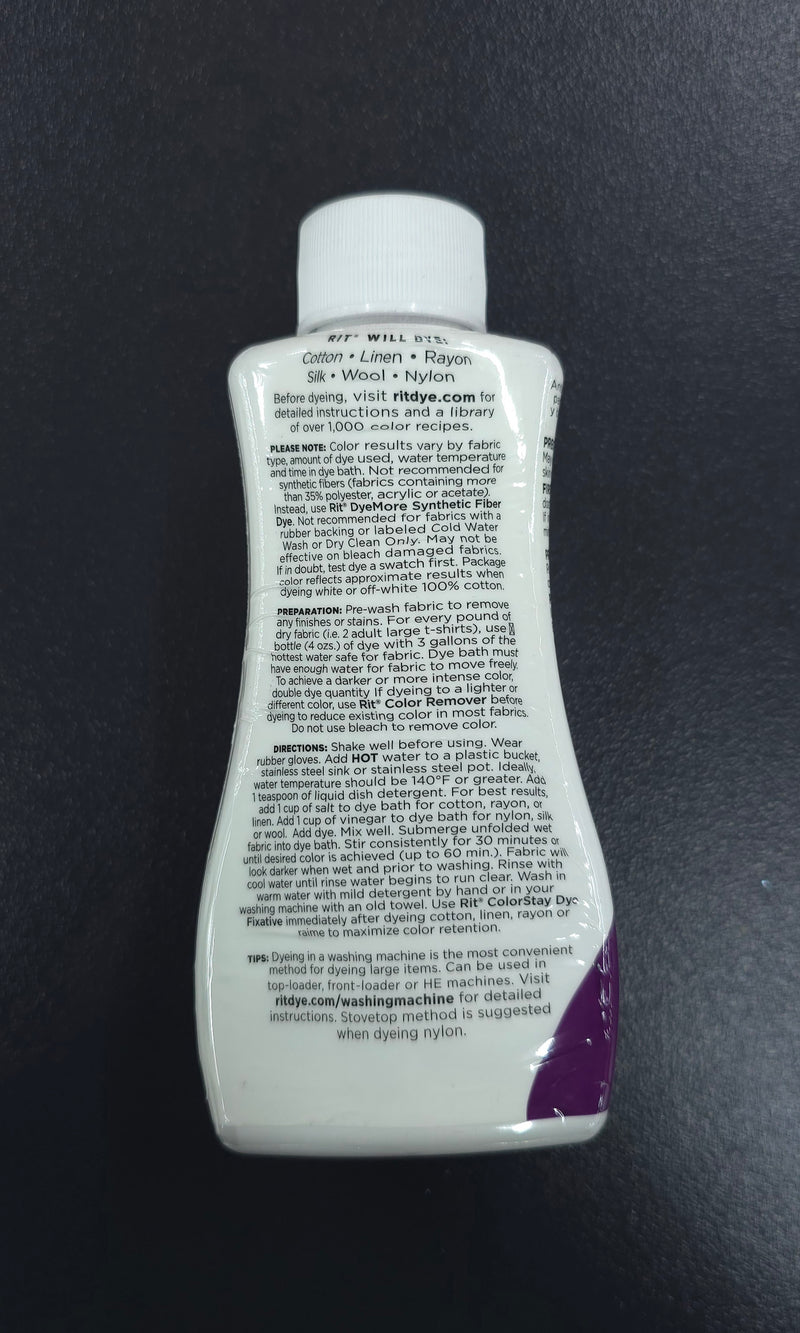 RIT® WILL DYE:
Cotton • Linen • Rayon
Silk • Wool • Nylon
Before dyeing, visit ritdye.com for
detailed instructions and a library
of over 1,000 color recipes.
PLEASE NOTE: Color results vary by fabric
type, amount of dye used, water temperature
and time in dye bath. Not recommended for
synthetic fibers (fabrics containing more
than 35% polyester, acrylic or acetate).
Instead, use Rit® DyeMore Synthetic Fiber
Dye. Not recommended for fabrics with a
rubber backing or labeled Cold Water
Wash or Dry Clean Only. May not be
effective on bleach damaged fabrics.
If in doubt, test dye a swatch first. Package
color reflects approximate results when
dyeing white or off-white 100% cotton.
PREPARATION: Pre-wash fabric to remove
any finishes or stains. For every pound of
dry fabric (i.e. 2 adult large t-shirts), use
bottle (4 ozs.) of dye with 3 gallons of the
hottest water safe for fabric. Dye bath must
have enough water for fabric to move freely.
To achieve a darker or more intense color,
double dye quantity If dyeing to a lighter or
different color, use Rit® Color Remover before
dyeing to reduce existing color in most fabrics.
Do not use bleach to remove color.
DIRECTIONS: Shake well before using. Wear
rubber gloves. Add HOT water to a plastic bucket,
stainless steel sink or stainless steel pot. Ideally,
water temperature should be 140°F or greater. Add
1 teaspoon of liquid dish detergent. For best results,
add 1 cup of salt to dye bath for cotton, rayon, or
linen. Add 1 cup of vinegar to dye bath for nylon, silk
or wool. Add dye. Mix well. Submerge unfolded wet
fabric into dye bath. Stir consistently for 30 minutes or
until desired color is achieved (up to 60 min.). Fabric will
look darker when wet and prior to washing. Rinse with
cool water until rinse water begins to run clear. Wash in
warm water with mild detergent by hand or in your
washing machine with an old towel. Use Rit® ColorStay Dye
Fixative immediately after dyeing cotton, linen, rayon or
ramie to maximize color retention.
TIPS: Dyeing in a washing machine is the most convenient
method for dyeing large items. Can be used in
top-loader, front-loader or HE machines. Visit
ritdye.com/washingmachine for detailed
instructions. Stovetop method is suggested
when dyeing nylon.